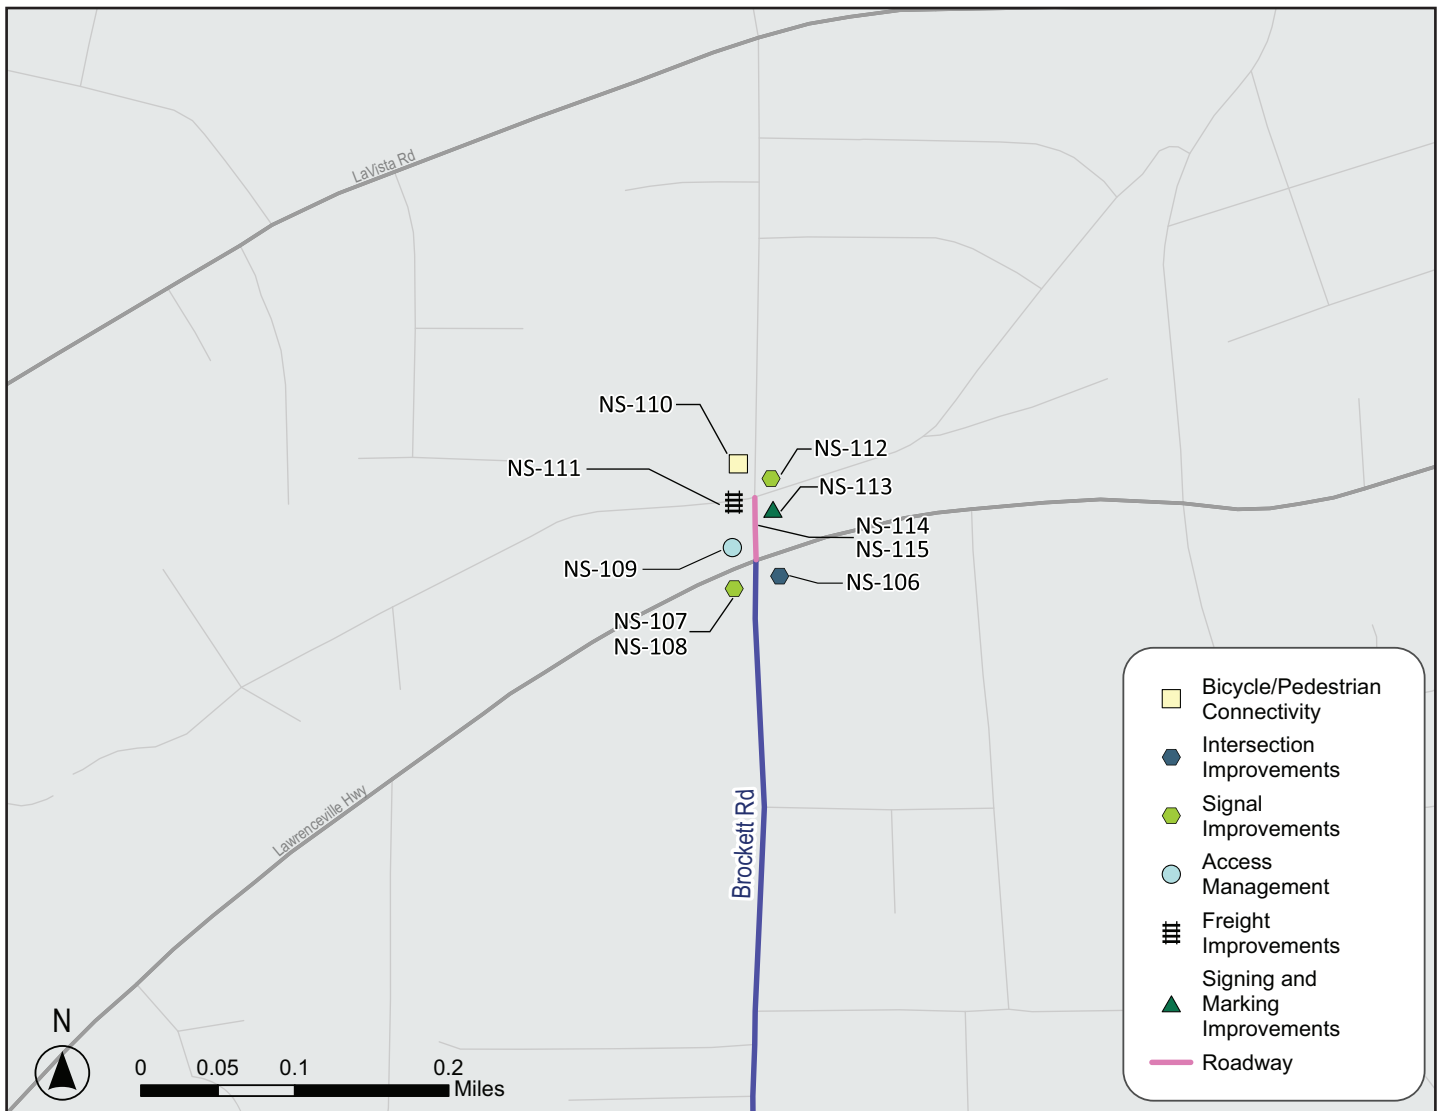 LaVista Rd
NS-110
NS-112
NS-111
NS-113
NS-114
NS-115
NS-109
NS-106
NS-107
NS-108
Brockett Rd
Lawrenceville Hwy
Bicycle/Pedestrian
Connectivity
Intersection
Improvements
Signal
Improvements
Access
Management
Freight
Improvements
Signing and
Marking
Improvements
Roadway
N
0 0.05 0.1 0.2
Miles